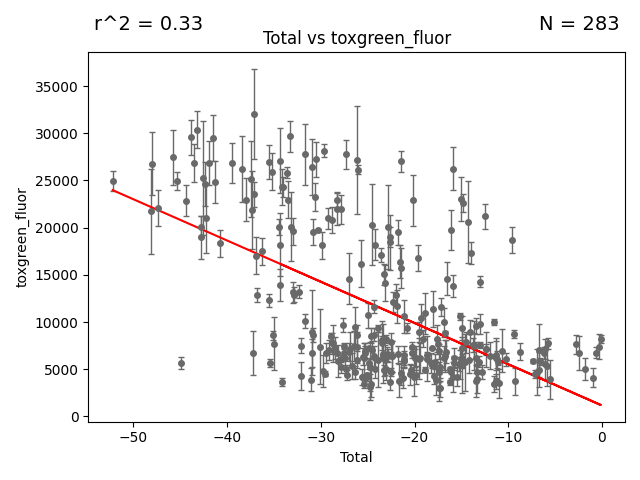 r^2 = 0.33
N = 283
Total vs toxgreen_fluor
35000
30000
25000
20000
15000
10000
5000
0
toxgreen_fluor
−50
−40
−30
−20
−10
0
Total